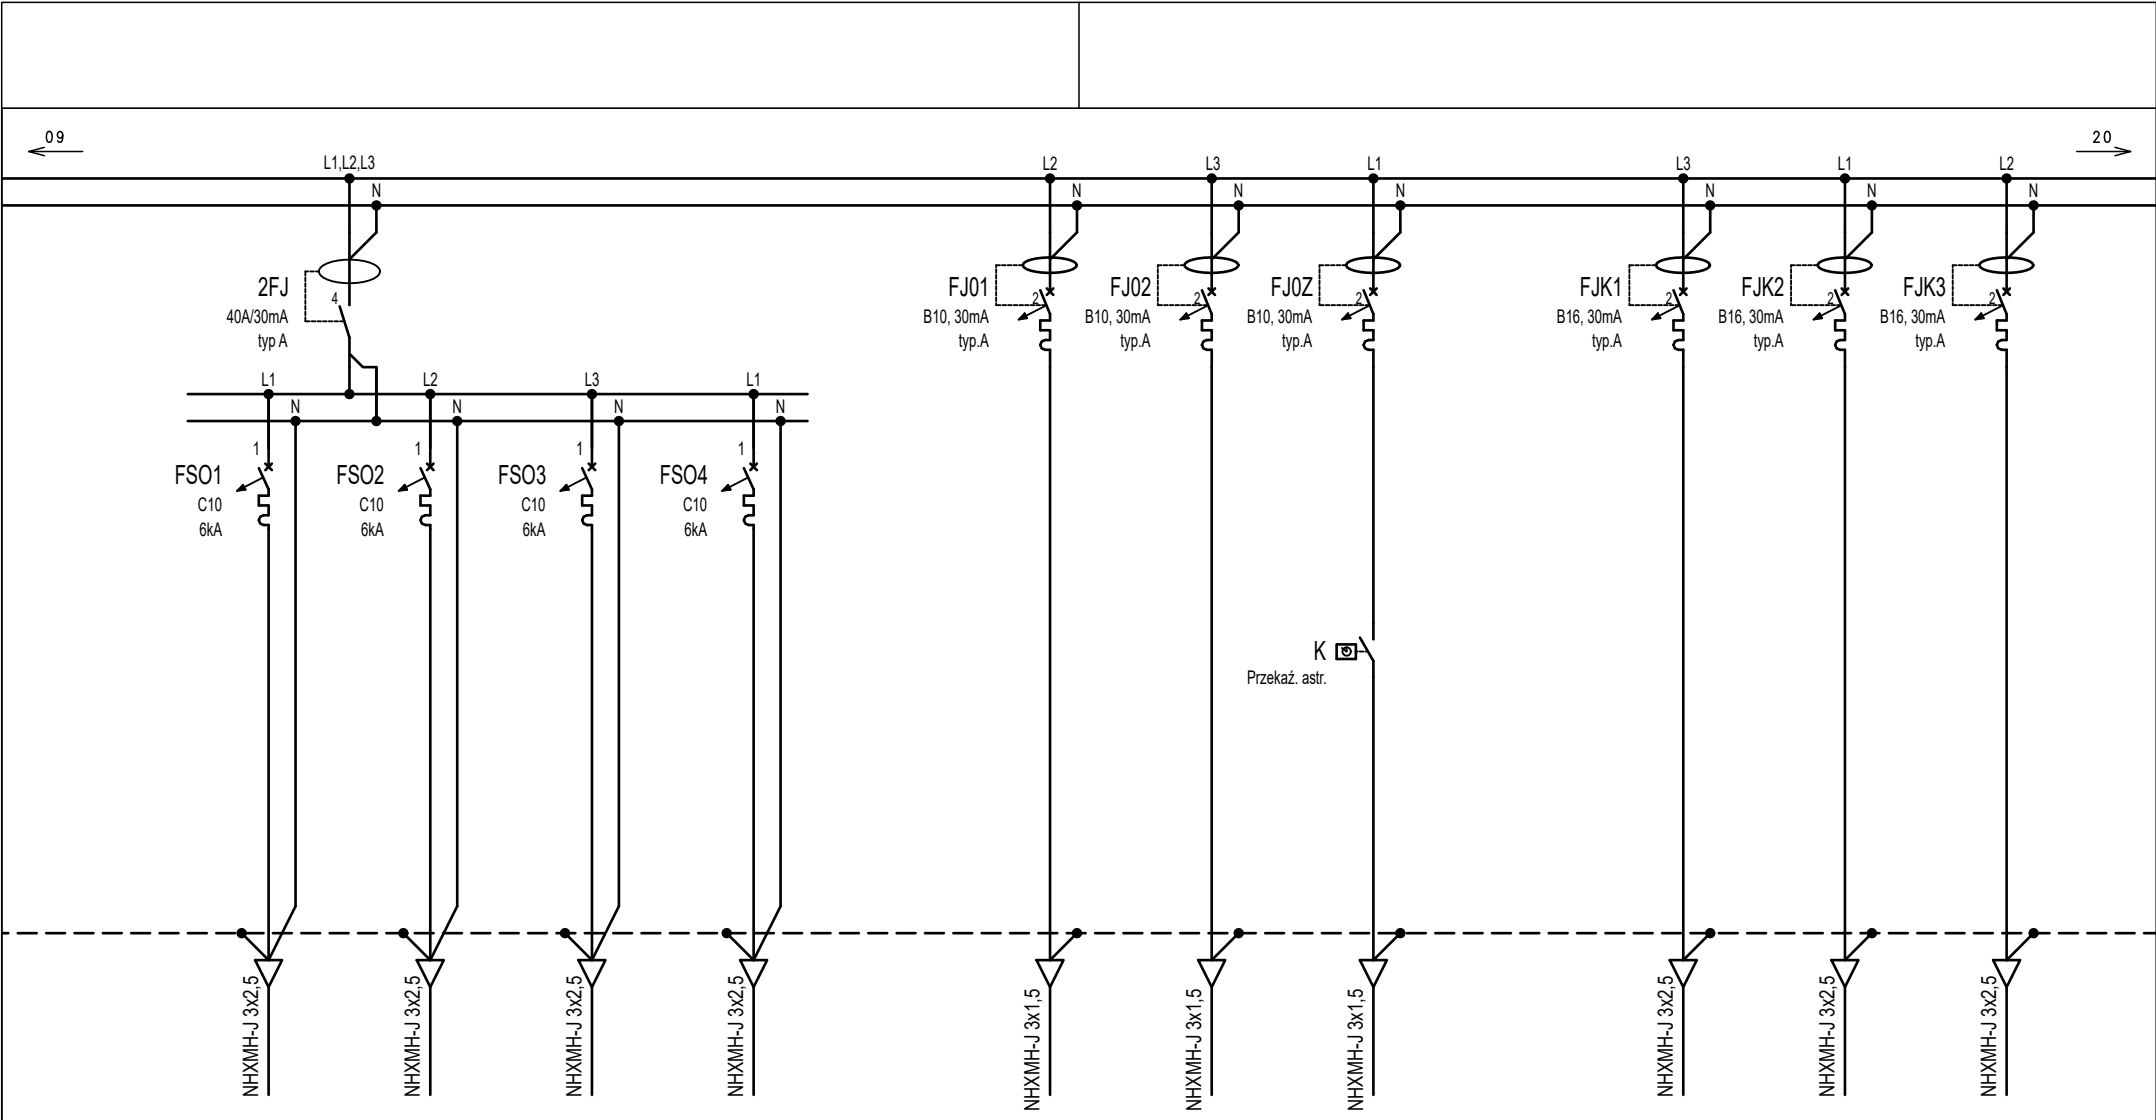 09
20
L1,L2,L3
L2
L3
L1
L3
L1
L2
N
N
N
N
N
N
N
2FJ
40A/30mA
typ A
4
FJ01
B10, 30mA
typ.A
2
FJ02
B10, 30mA
typ.A
2
FJ0Z
B10, 30mA
typ.A
2
FJK1
B16, 30mA
typ.A
2
FJK2
B16, 30mA
typ.A
2
FJK3
B16, 30mA
typ.A
2
L1
L2
L3
L1
N
N
N
N
1
FSO1
C10
6kA
1
FSO2
C10
6kA
1
FSO3
C10
6kA
1
FSO4
C10
6kA
K
Przekaź. astr.
NHXMH-J 3x2,5
NHXMH-J 3x2,5
NHXMH-J 3x2,5
NHXMH-J 3x2,5
NHXMH-J 3x1,5
NHXMH-J 3x1,5
NHXMH-J 3x1,5
NHXMH-J 3x2,5
NHXMH-J 3x2,5
NHXMH-J 3x2,5